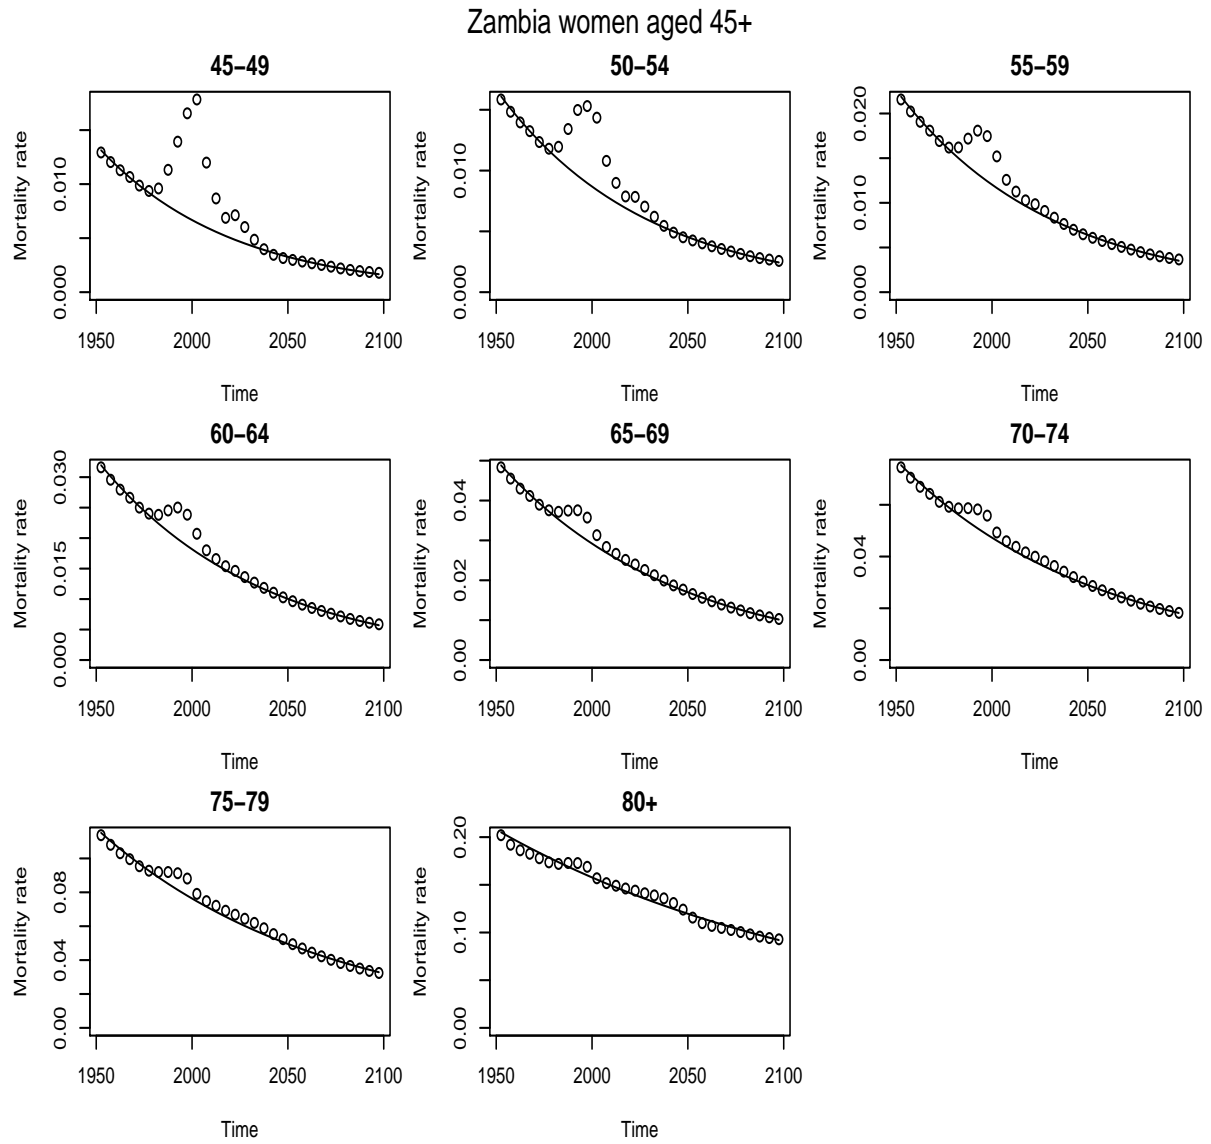 Zambia women aged 45+
45−49 50−54 55−59
Mortality rate Mortality rate Mortality rate
0.000 0.010 0.000 0.010 0.000 0.010 0.020
1950 2000 2050 2100 1950 2000 2050 2100 1950 2000 2050 2100
Time Time Time
60−64 65−69 70−74
Mortality rate Mortality rate Mortality rate
0.000 0.015 0.030 0.00 0.02 0.04 0.00 0.04
1950 2000 2050 2100 1950 2000 2050 2100 1950 2000 2050 2100
Time Time Time
75−79 80+
Mortality rate Mortality rate
0.00 0.04 0.08 0.00 0.10 0.20
1950 2000 2050 2100 1950 2000 2050 2100
Time Time